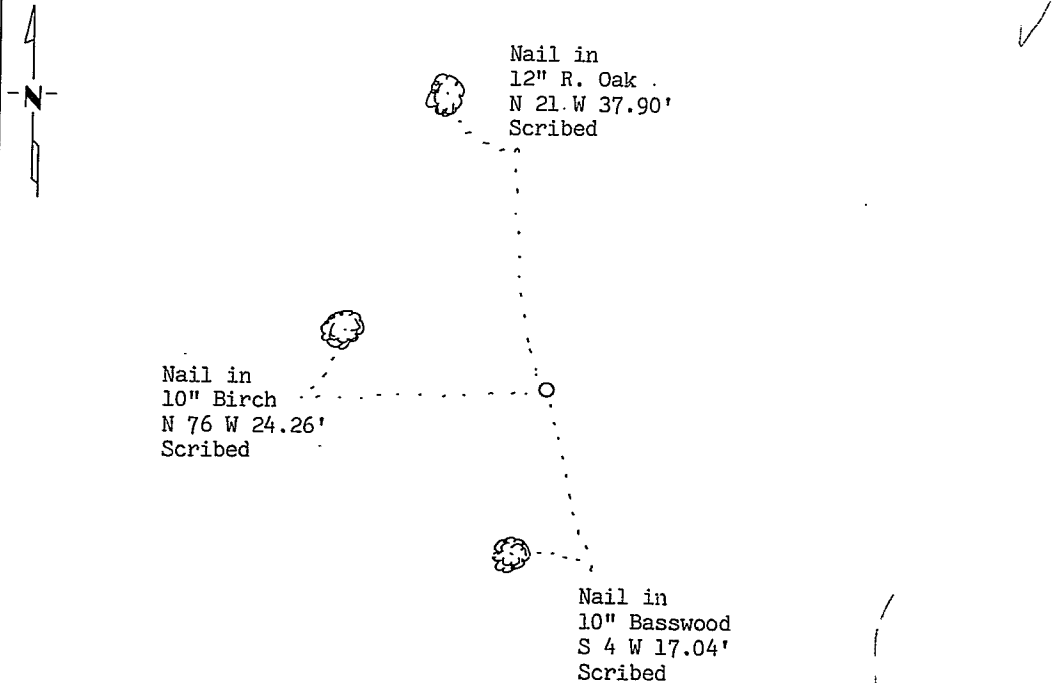 -N-
Nail in
12" R. Oak
N 21 W 37.90'
Scribed
Nail in
10" Birch
N 76 W 24.26'
Scribed
Nail in
10" Basswood
S 4 W 17.04'
Scribed